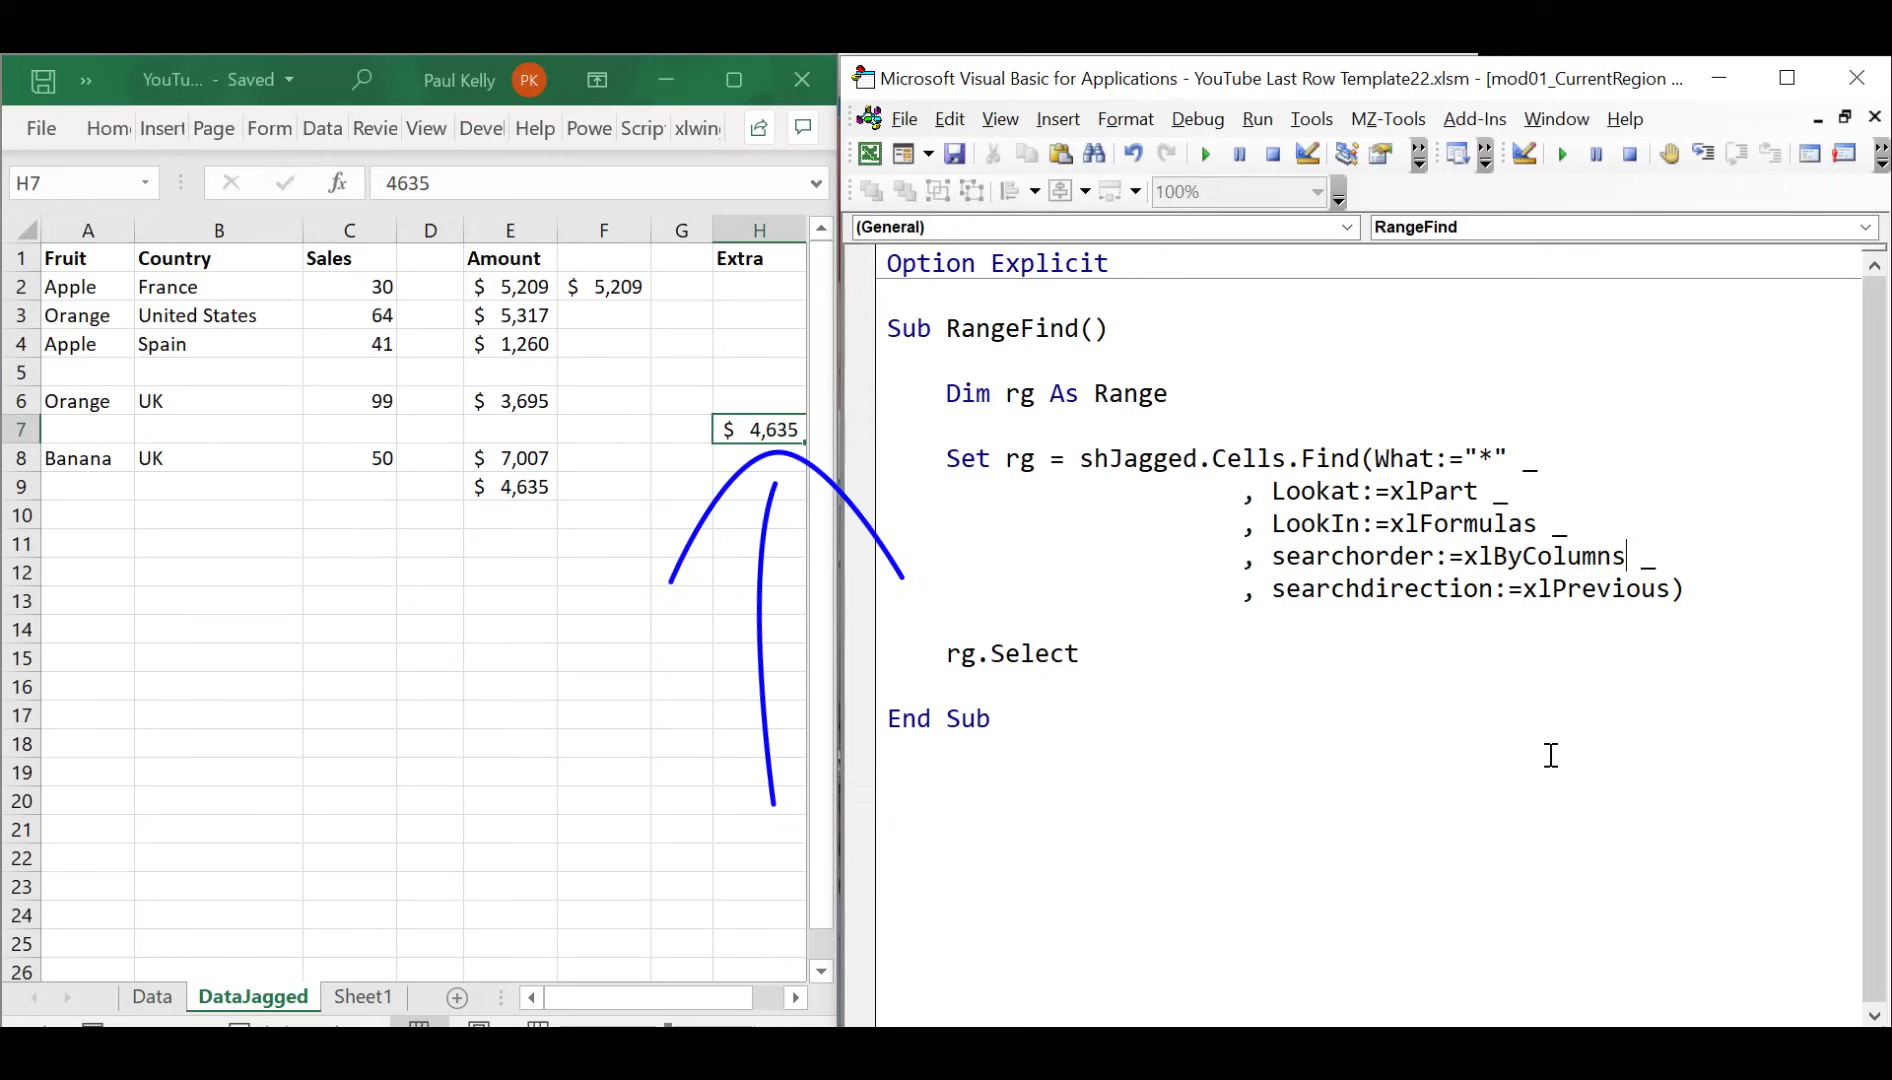 YouTu... - Saved
Paul Kelly PK
File Hom Insert Page Form Data Revie View Deve Help Powe Scrip xlwing
H7 fx 4635
A B C D E F G H
1 Fruit Country Sales Amount Extra
2 Apple France 30 $ 5,209 $ 5,209
3 Orange United States 64 $ 5,317
4 Apple Spain 41 $ 1,260
5
6 Orange UK 99 $ 3,695
7 $ 4,635
8 Banana UK 50 $ 7,007
9 $ 4,635
10
11
12
13
14
15
16
17
18
19
20
21
22
23
24
25
26
Data DataJagged Sheet1
Microsoft Visual Basic for Applications - YouTube Last Row Template22.xlsm - [mod01_CurrentRegion ...
File Edit View Insert Format Debug Run Tools MZ-Tools Add-Ins Window Help
100%
(General) RangeFind
Option Explicit
Sub RangeFind()
Dim rg As Range
Set rg = shJagged.Cells.Find(What:="*" _
, Lookat:=xlPart _
, LookIn:=xlFormulas _
, searchorder:=xlByColumns _
, searchdirection:=xlPrevious)
rg.Select
End Sub